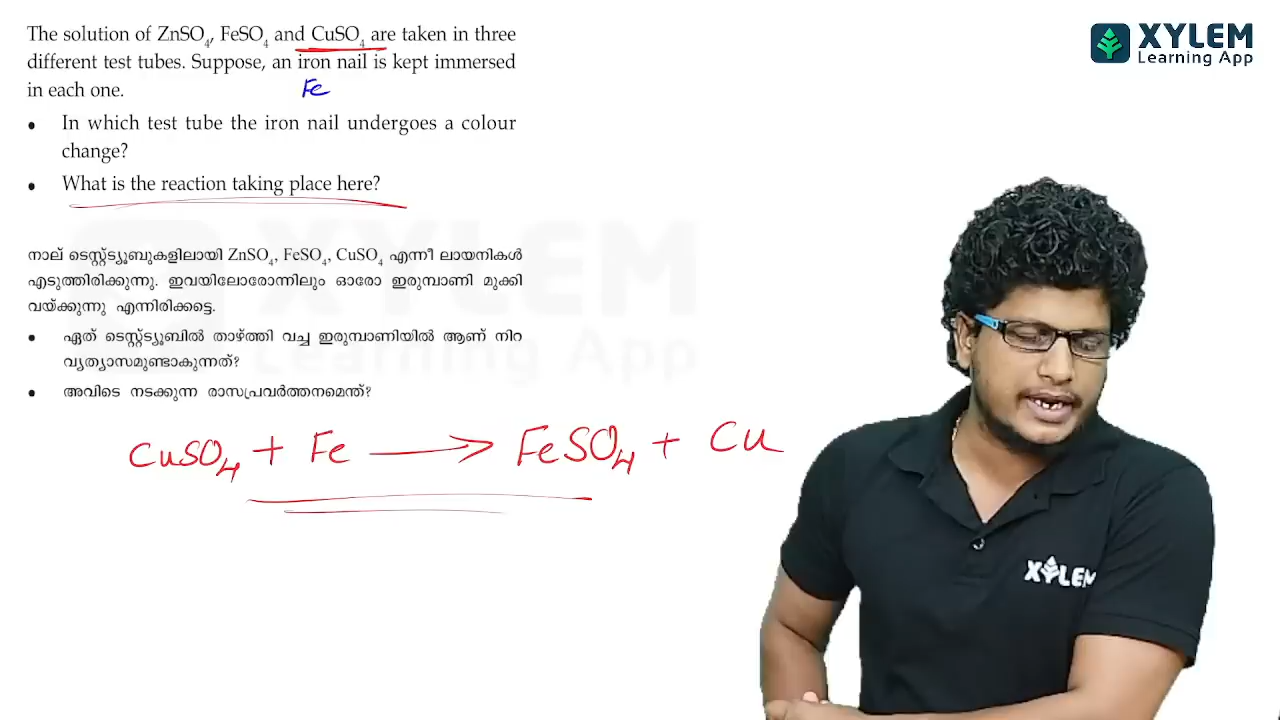 The solution of ZnSO₄, FeSO₄ and CuSO₄ are taken in three
different test tubes. Suppose, an iron nail is kept immersed
in each one.
Fe
• In which test tube the iron nail undergoes a colour
change?
• What is the reaction taking place here?
നാല് ടെസ്റ്റ്ട്യൂബുകളിലായി ZnSO₄, FeSO₄, CuSO₄ എന്നീ ലായനികൾ
എടുത്തിരിക്കുന്നു. ഇവയിലോരോന്നിലും ഓരോ ഇരുമ്പാണി മുക്കി
വയ്ക്കുന്നു എന്നിരിക്കട്ടെ.
• ഏത് ടെസ്റ്റ്ട്യൂബിൽ താഴ്ത്തി വച്ച ഇരുമ്പാണിയിൽ ആണ് നിറ
വ്യത്യാസമുണ്ടാകുന്നത്?
• അവിടെ നടക്കുന്ന രാസപ്രവർത്തനമെന്ത്?
CuSO₄ + Fe → FeSO₄ + Cu
XYLEM
Learning App
XYLEM
Learning App
XYLEM